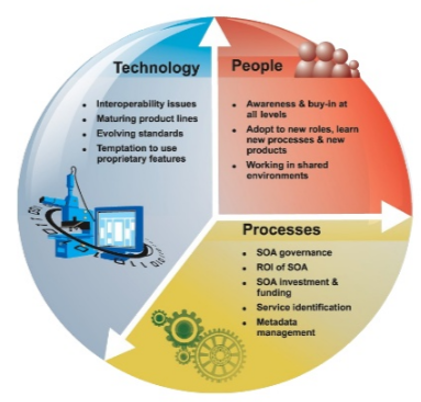 Technology
• Interoperability issues
• Maturing product lines
• Evolving standards
• Temptation to use
proprietary features
People
• Awareness & buy-in at
all levels
• Adopt to new roles, learn
new processes & new
products
• Working in shared
environments
Processes
• SOA governance
• ROI of SOA
• SOA investment &
funding
• Service identification
• Metadata
management